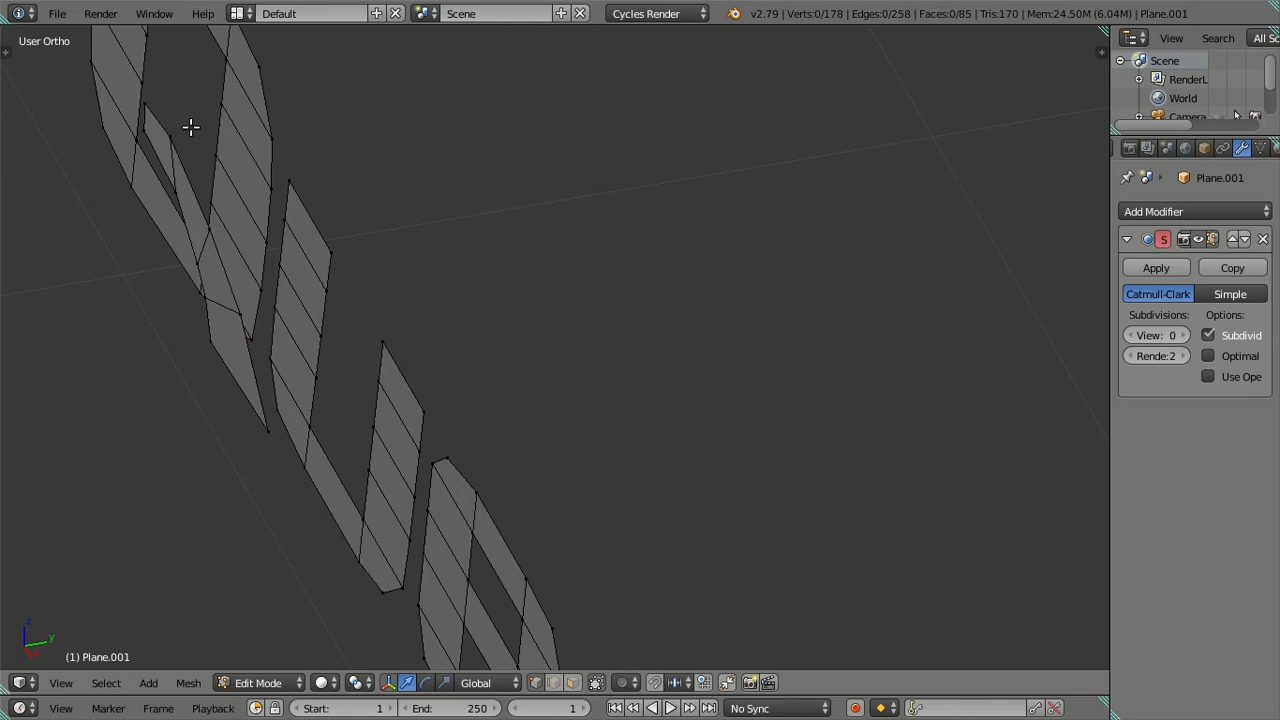 File Render Window Help Default Scene Cycles Render v2.79 | Verts:0/178 | Edges:0/258 | Faces:0/85 | Tris:170 | Mem:24.50M (6.04M) | Plane.001
User Ortho
View Search All Sc
Scene
RenderL
World
Camera
Plane.001
Add Modifier
S
Apply Copy
Catmull-Clark Simple
Subdivisions: Options:
View: 0 Subdivid
Rende:2 Optimal
Use Ope
z
y
(1) Plane.001
View Select Add Mesh Edit Mode Global
View Marker Frame Playback Start: 1 End: 250 1 No Sync